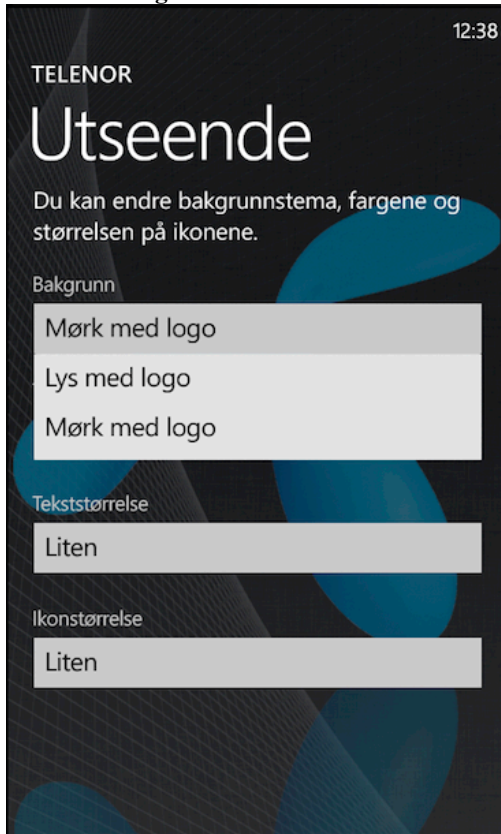 12:38
TELENOR
Utseende
Du kan endre bakgrunnstema, fargene og
størrelsen på ikonene.
Bakgrunn
Mørk med logo
Lys med logo
Mørk med logo
Tekststørrelse
Liten
Ikonstørrelse
Liten